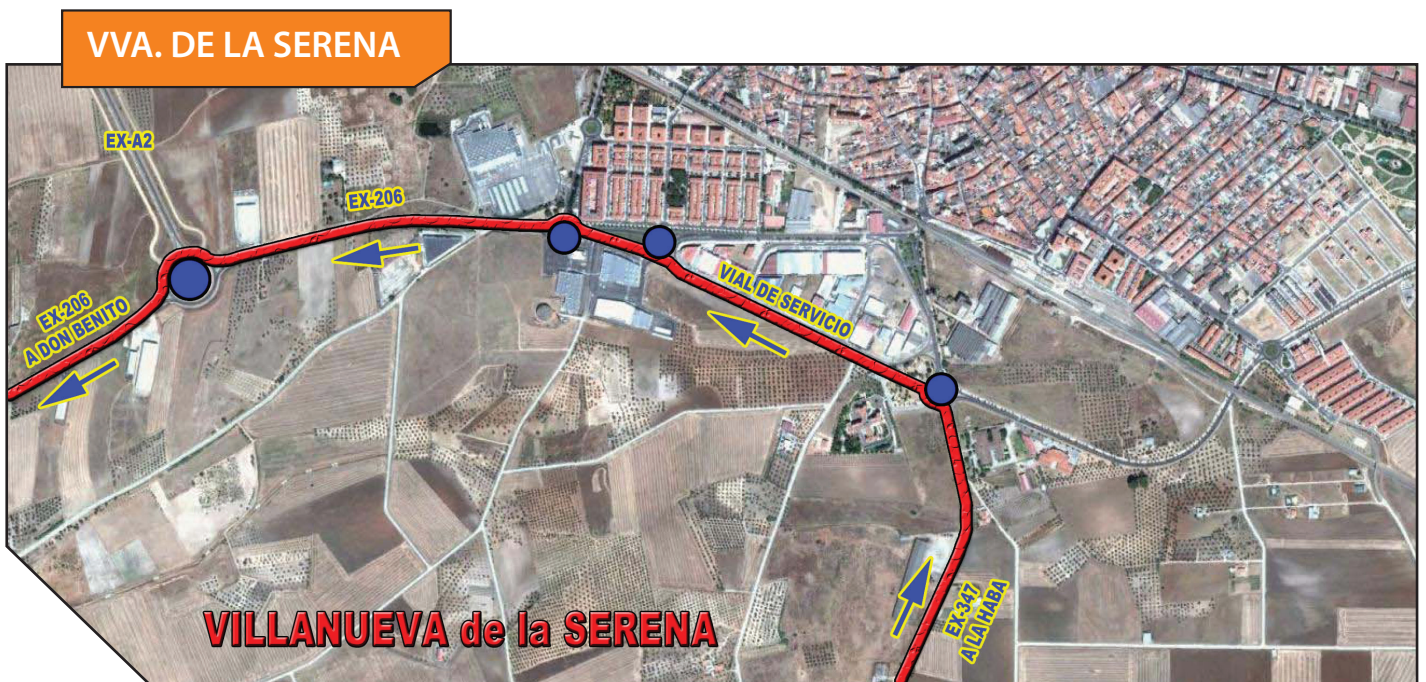 VVA. DE LA SERENA
EX-A2
EX-206
EX-206
A DON BENITO
VIAL DE SERVICIO
EX-347
A LA HABA
VILLANUEVA de la SERENA